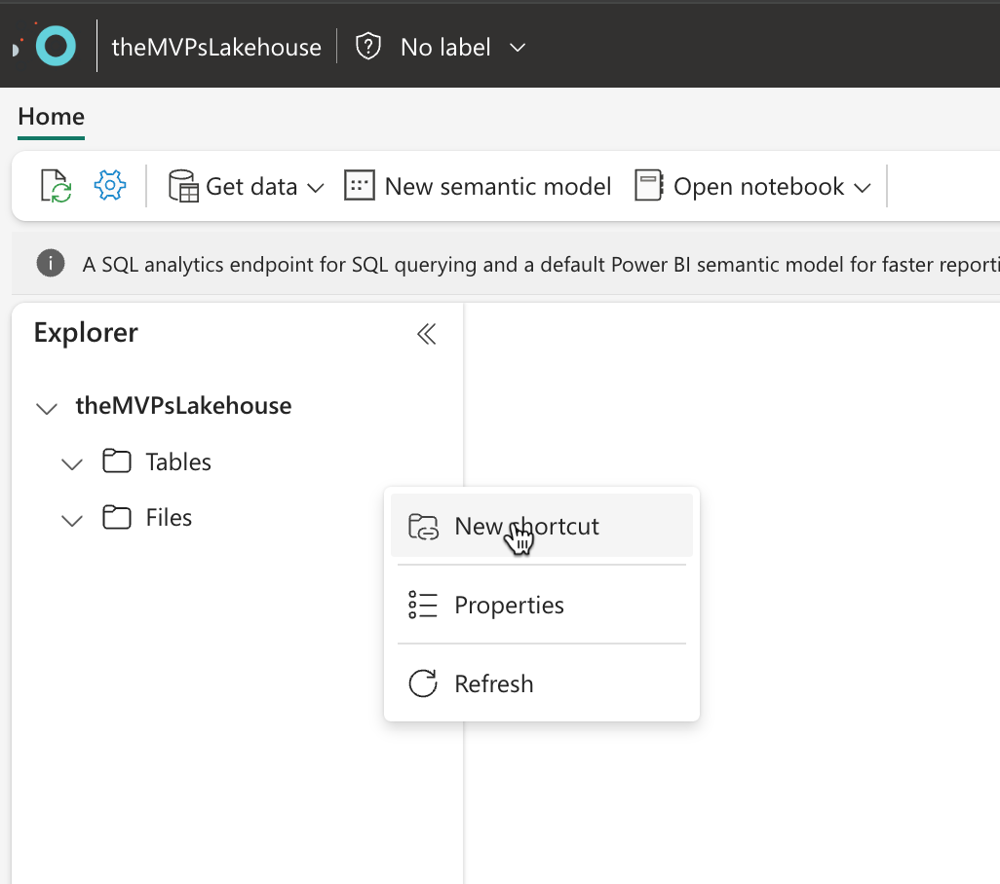 theMVPsLakehouse No label
Home
Get data New semantic model Open notebook
A SQL analytics endpoint for SQL querying and a default Power BI semantic model for faster reporti
Explorer
theMVPsLakehouse
Tables
Files
New shortcut
Properties
Refresh